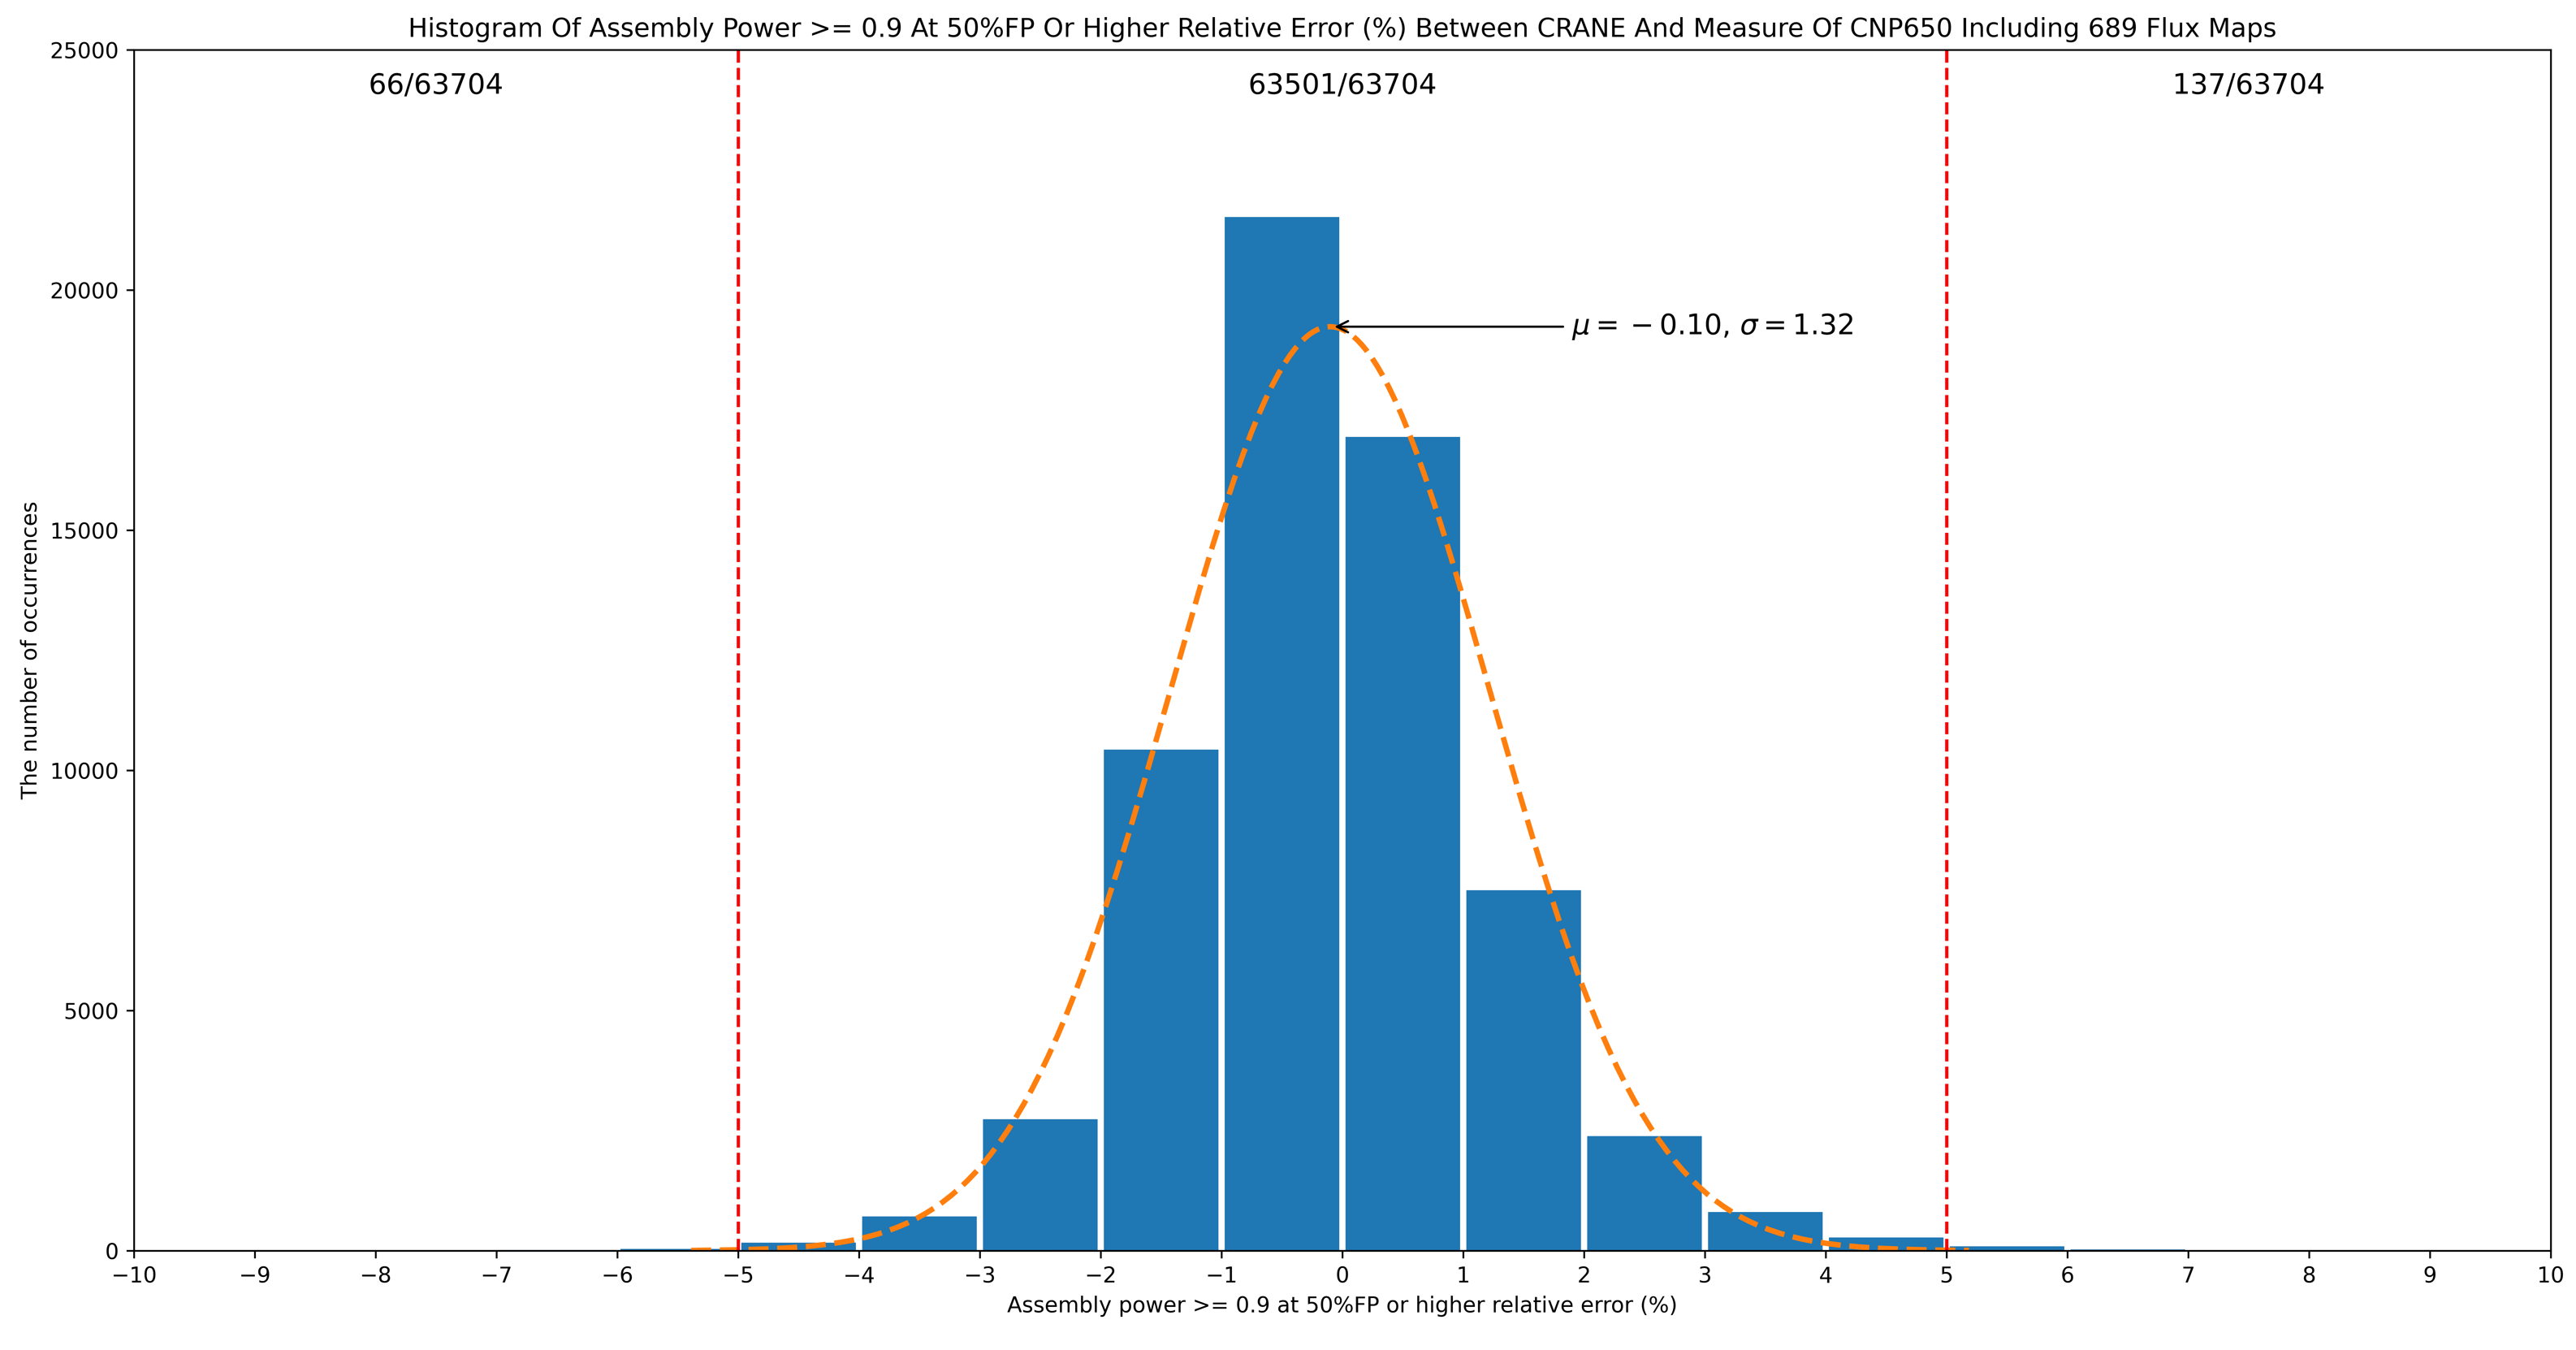 Histogram Of Assembly Power >= 0.9 At 50%FP Or Higher Relative Error (%) Between CRANE And Measure Of CNP650 Including 689 Flux Maps
66/63704
63501/63704
137/63704
μ = −0.10, σ = 1.32
The number of occurrences
25000
20000
15000
10000
5000
0
−10 −9 −8 −7 −6 −5 −4 −3 −2 −1 0 1 2 3 4 5 6 7 8 9 10
Assembly power >= 0.9 at 50%FP or higher relative error (%)